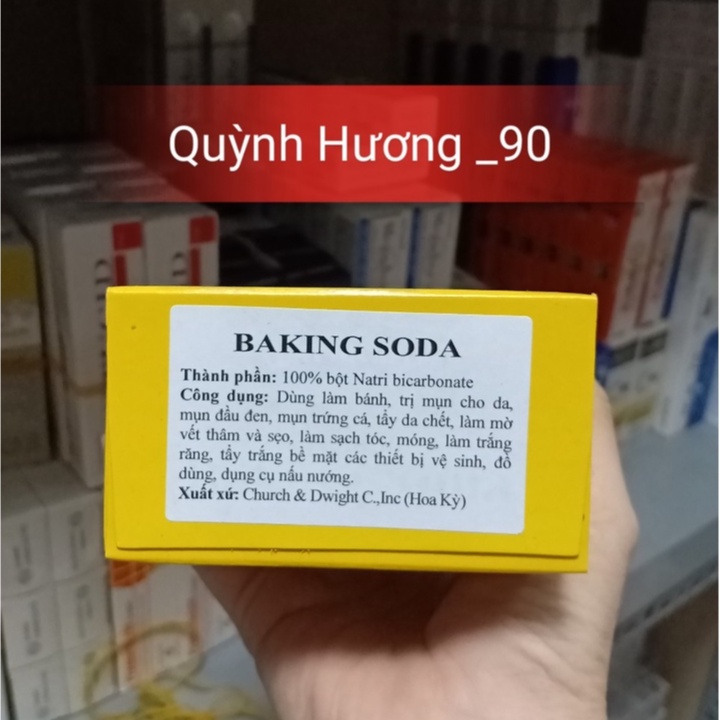 Quỳnh Hương _90
BAKING SODA
Thành phần: 100% bột Natri bicarbonate
Công dụng: Dùng làm bánh, trị mụn cho da,
mụn đầu đen, mụn trứng cá, tẩy da chết, làm mờ
vết thâm và sẹo, làm sạch tóc, móng, làm trắng
răng, tẩy trắng bề mặt các thiết bị vệ sinh, đồ
dùng, dụng cụ nấu nướng.
Xuất xứ: Church & Dwight C.,Inc (Hoa Kỳ)